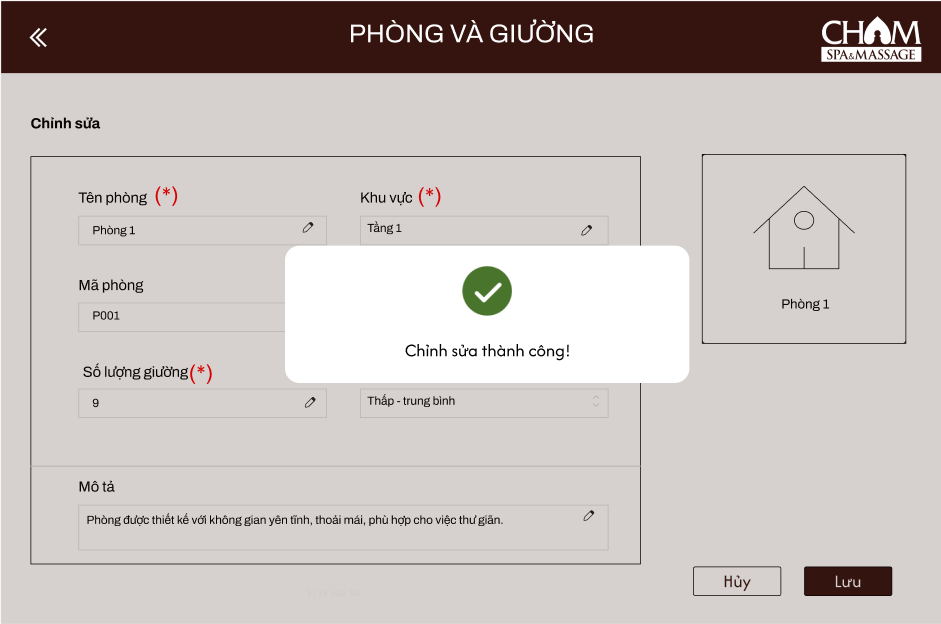 PHÒNG VÀ GIƯỜNG
CHAM
SPA&MASSAGE
Chỉnh sửa
Tên phòng (*)
Khu vực (*)
Phòng 1
Tầng 1
Mã phòng
P001
Phòng 1
Chỉnh sửa thành công!
Số lượng giường(*)
9
Thấp - trung bình
Mô tả
Phòng được thiết kế với không gian yên tĩnh, thoải mái, phù hợp cho việc thư giãn.
Hủy
Lưu